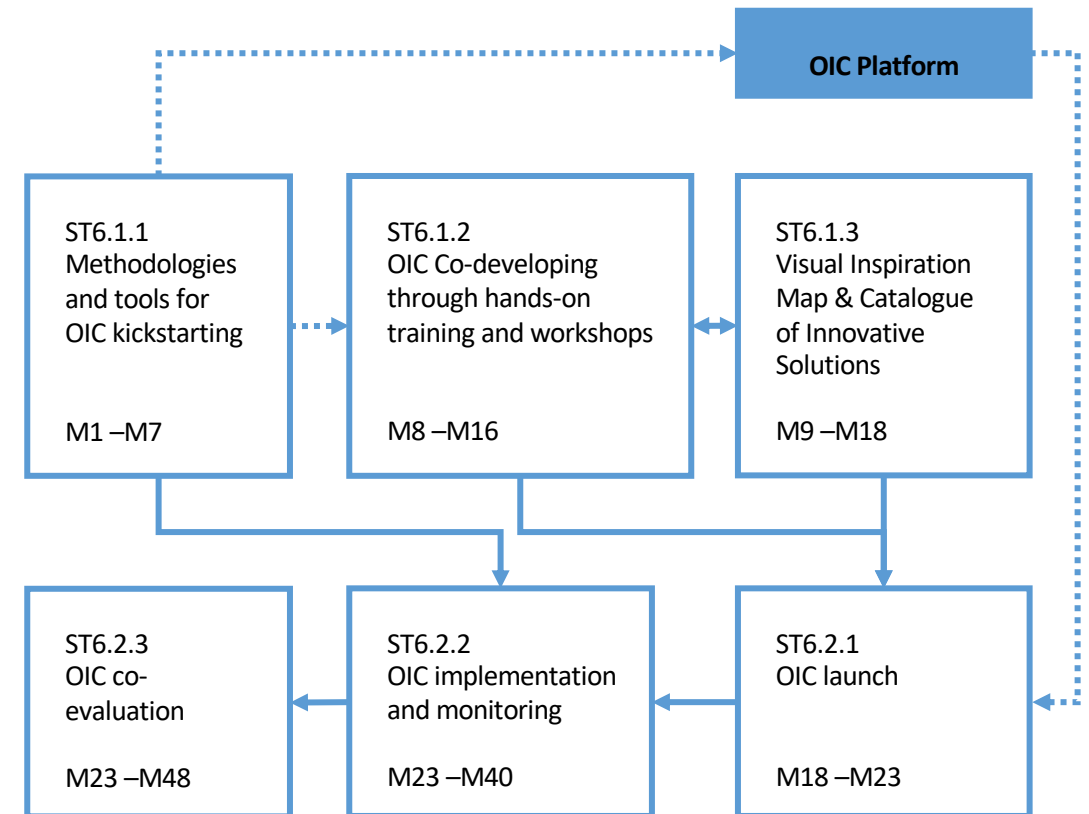 OIC Platform
ST6.1.1
Methodologies
and tools for
OIC kickstarting
M1 –M7
ST6.1.2
OIC Co-developing
through hands-on
training and workshops
M8 –M16
ST6.1.3
Visual Inspiration
Map & Catalogue
of Innovative
Solutions
M9 –M18
ST6.2.3
OIC co-
evaluation
M23 –M48
ST6.2.2
OIC implementation
and monitoring
M23 –M40
ST6.2.1
OIC launch
M18 –M23